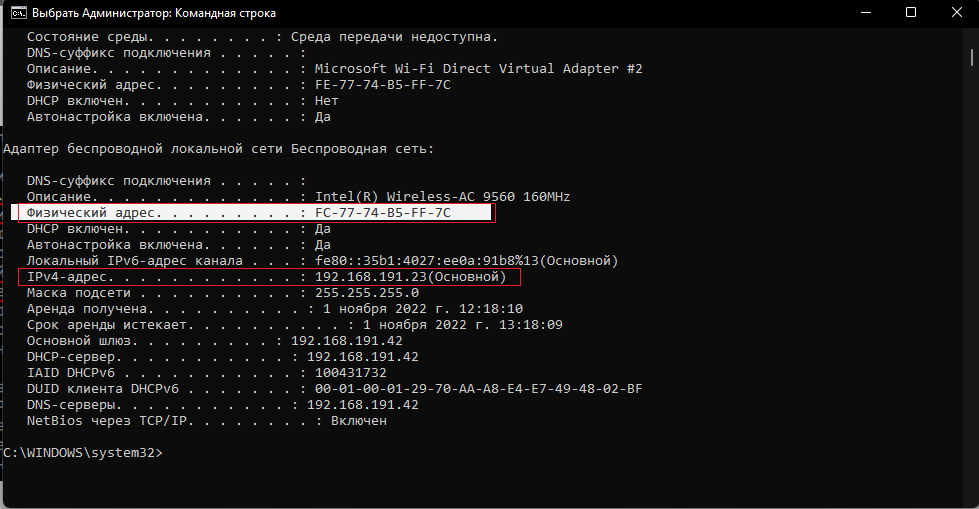 Выбрать Администратор: Командная строка
Состояние среды. . . . . . . . : Среда передачи недоступна.
DNS-суффикс подключения . . . . . :
Описание. . . . . . . . . . . . . : Microsoft Wi-Fi Direct Virtual Adapter #2
Физический адрес. . . . . . . . . : FE-77-74-B5-FF-7C
DHCP включен. . . . . . . . . . . : Нет
Автонастройка включена. . . . . . : Да
Адаптер беспроводной локальной сети Беспроводная сеть:
DNS-суффикс подключения . . . . . :
Описание. . . . . . . . . . . . . : Intel(R) Wireless-AC 9560 160MHz
Физический адрес. . . . . . . . . : FC-77-74-B5-FF-7C
DHCP включен. . . . . . . . . . . : Да
Автонастройка включена. . . . . . : Да
Локальный IPv6-адрес канала . . . : fe80::35b1:4027:ee0a:91b8%13(Основной)
IPv4-адрес. . . . . . . . . . . . : 192.168.191.23(Основной)
Маска подсети . . . . . . . . . . : 255.255.255.0
Аренда получена. . . . . . . . . . : 1 ноября 2022 г. 12:18:10
Срок аренды истекает. . . . . . . . . . : 1 ноября 2022 г. 13:18:09
Основной шлюз. . . . . . . . . : 192.168.191.42
DHCP-сервер. . . . . . . . . . . : 192.168.191.42
IAID DHCPv6 . . . . . . . . . . . : 100431732
DUID клиента DHCPv6 . . . . . . . : 00-01-00-01-29-70-AA-A8-E4-E7-49-48-02-BF
DNS-серверы. . . . . . . . . . . : 192.168.191.42
NetBios через TCP/IP. . . . . . . . : Включен
C:\WINDOWS\system32>